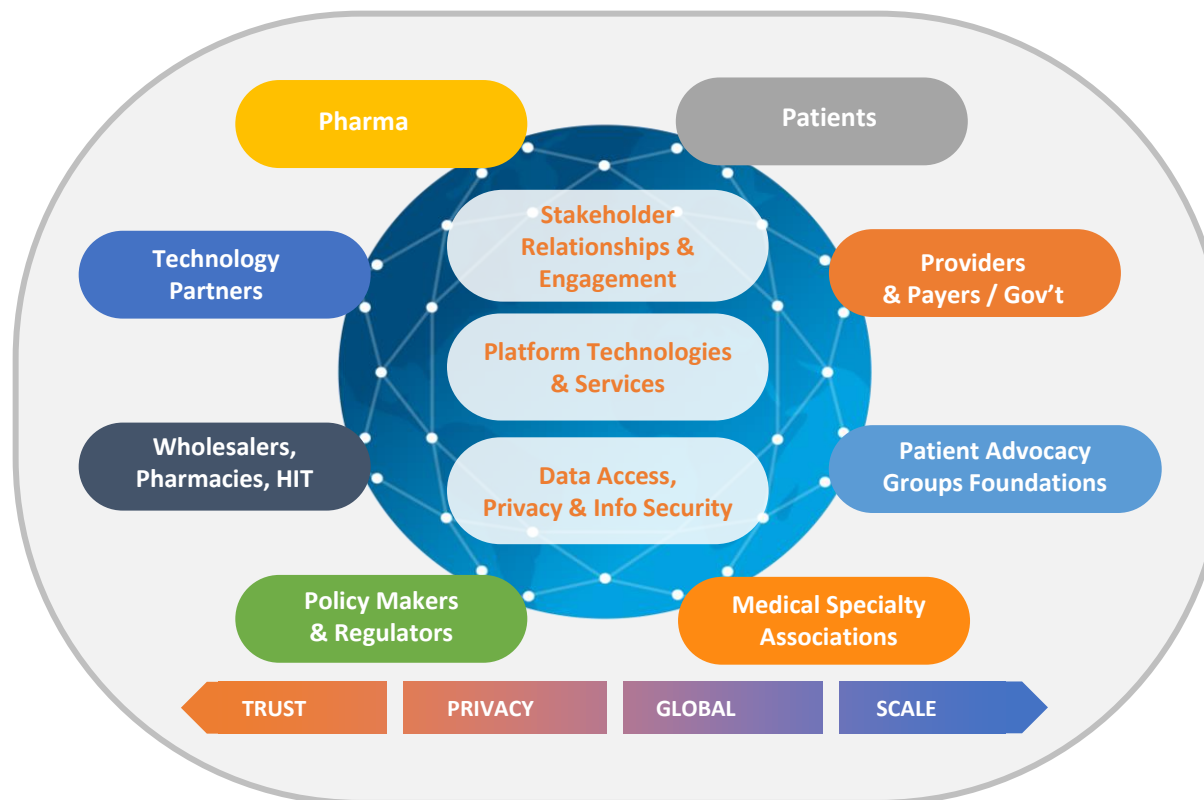 Pharma
Patients
Stakeholder
Relationships &
Engagement
Technology
Partners
Providers
& Payers / Gov’t
Platform Technologies
& Services
Wholesalers,
Pharmacies, HIT
Patient Advocacy
Groups Foundations
Data Access,
Privacy & Info Security
Policy Makers
& Regulators
Medical Specialty
Associations
TRUST
PRIVACY
GLOBAL
SCALE